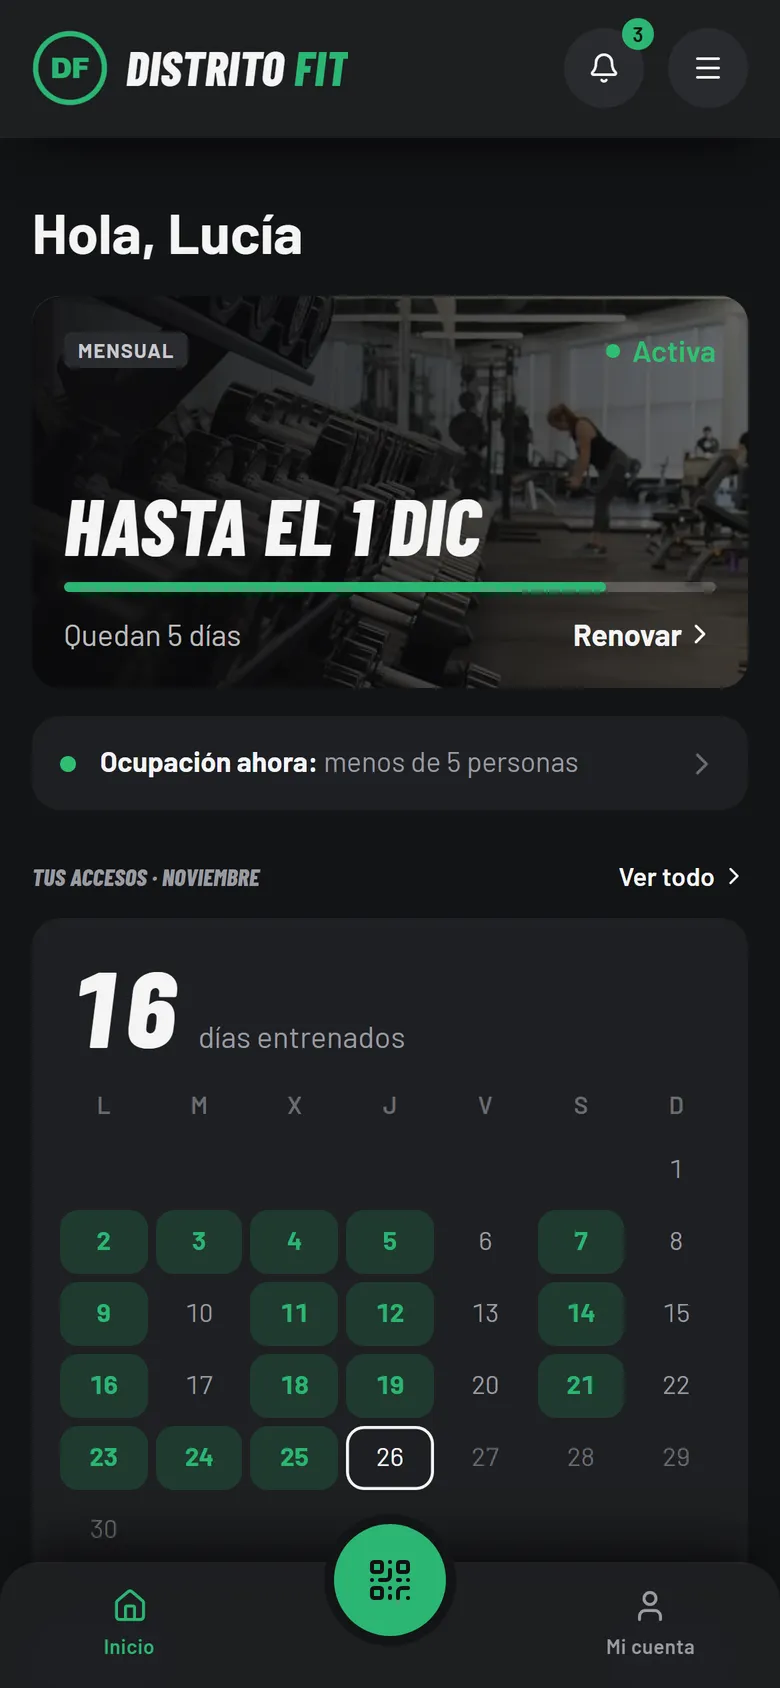 DF DISTRITO FIT 3
Hola, Lucía
MENSUAL Activa
HASTA EL 1 DIC
Quedan 5 días Renovar
Ocupación ahora: menos de 5 personas
TUS ACCESOS · NOVIEMBRE Ver todo
16 días entrenados
L M X J V S D
1
2 3 4 5 6 7 8
9 10 11 12 13 14 15
16 17 18 19 20 21 22
23 24 25 26 27 28 29
30
Inicio Mi cuenta